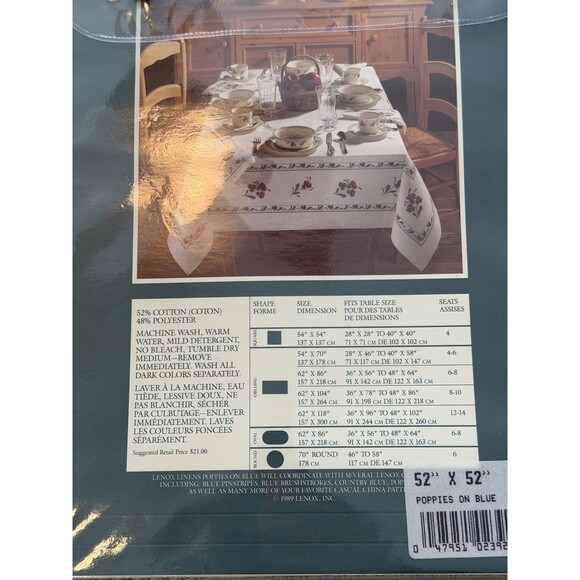 52% COTTON (COTON)
48% POLYESTER
MACHINE WASH, WARM
WATER, MILD DETERGENT,
NO BLEACH, TUMBLE DRY
MEDIUM—REMOVE
IMMEDIATELY. WASH ALL
DARK COLORS SEPARATELY.
LAVER À LA MACHINE, EAU
TIÈDE, LESSIVE DOUX, NE
PAS BLANCHIR, SÉCHER
PAR CULBUTAGE—ENLEVER
IMMÉDIATEMENT. LAVES
LES COULEURS FONCÉES
SÉPARÉMENT.
Suggested Retail Price $21.00
SHAPE SIZE FITS TABLE SIZE SEATS
FORME DIMENSION POUR DES TABLES ASSISES
DE DIMENSIONS
SQUARE
54" X 54" 28" X 28" TO 40" X 40" 4
137 X 137 CM 71 X 71 CM DE 102 X 102 CM
OBLONG
54" X 70" 28" X 46" TO 40" X 58" 4-6
137 X 178 CM 71 X 117 CM DE 102 X 147 CM
62" X 86" 36" X 56" TO 48" X 64" 6-8
157 X 218 CM 91 X 142 CM DE 122 X 163 CM
62" X 104" 36" X 78" TO 48" X 86" 8-10
157 X 264 CM 91 X 198 CM DE 122 X 218 CM
62" X 118" 36" X 96" TO 48" X 102" 12-14
157 X 300 CM 91 X 244 CM DE 122 X 260 CM
OVAL
62" X 86" 36" X 56" TO 48" X 64" 6-8
157 X 218 CM 91 X 142 CM DE 122 X 163 CM
ROUND
70" ROUND 46" TO 58" 6
178 CM 117 CM DE 147 CM
LENOX LINENS POPPIES ON BLUE WILL COORDINATE WITH SEVERAL LENOX
INCLUDING: BLUE PINSTRIPES, BLUE BRUSHSTROKES, COUNTRY BLUE,
AS WELL AS MANY MORE OF YOUR FAVORITE CASUAL CHINA
© 1989 LENOX, INC
52" X 52"
POPPIES ON BLUE
0 47951 02392